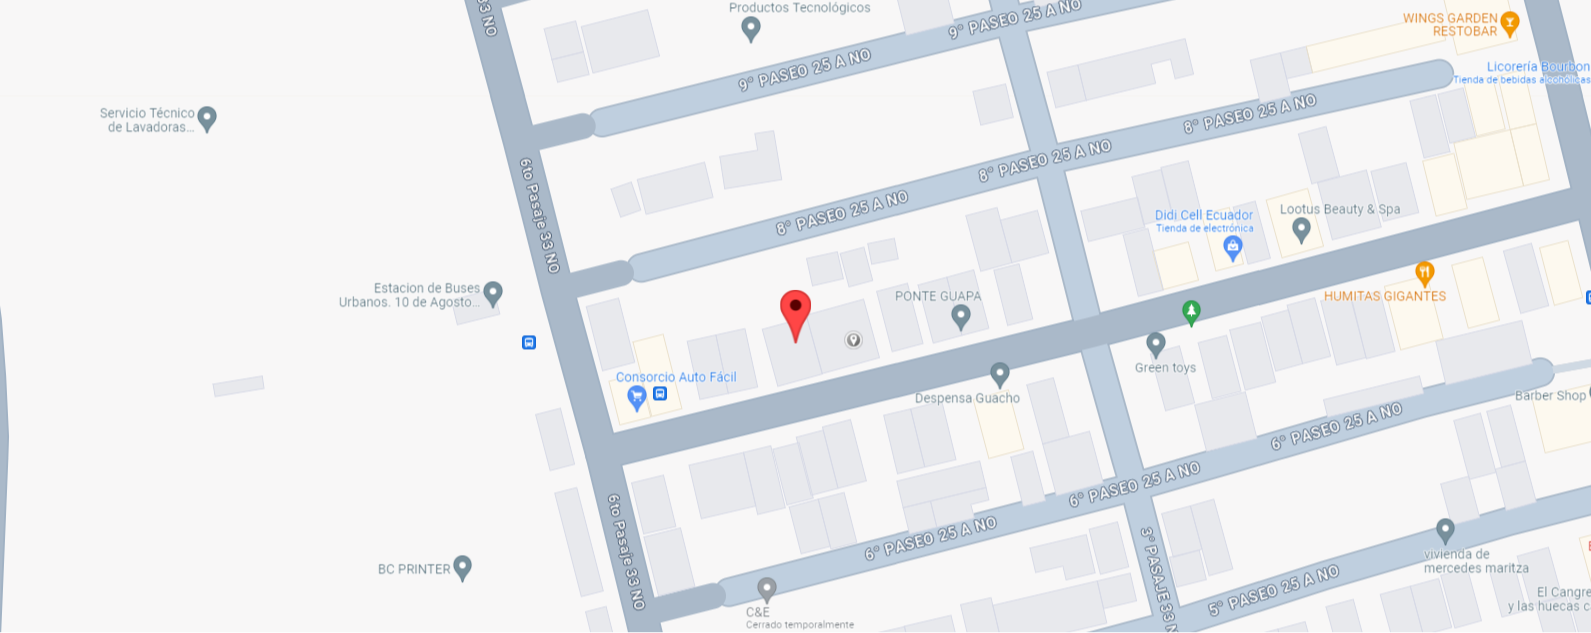 33 NO
Productos Tecnológicos
9° PASEO 25 A NO
WINGS GARDEN
RESTOBAR
9° PASEO 25 A NO
Licorería Bourbon
Tienda de bebidas alcohólicas
Servicio Técnico
de Lavadoras...
8° PASEO 25 A NO
8° PASEO 25 A NO
6to Pasaje 33 NO
8° PASEO 25 A NO
Didi Cell Ecuador
Tienda de electrónica
Lootus Beauty & Spa
Estacion de Buses
Urbanos. 10 de Agosto...
PONTE GUAPA
HUMITAS GIGANTES
Green toys
Consorcio Auto Fácil
Despensa Guacho
Barber Shop
6° PASEO 25 A NO
6° PASEO 25 A NO
6to Pasaje 33 NO
6° PASEO 25 A NO
3° PASAJE 33 N
BC PRINTER
vivienda de
mercedes maritza
5° PASEO 25 A NO
El Cangre
y las huecas c
C&E
Cerrado temporalmente